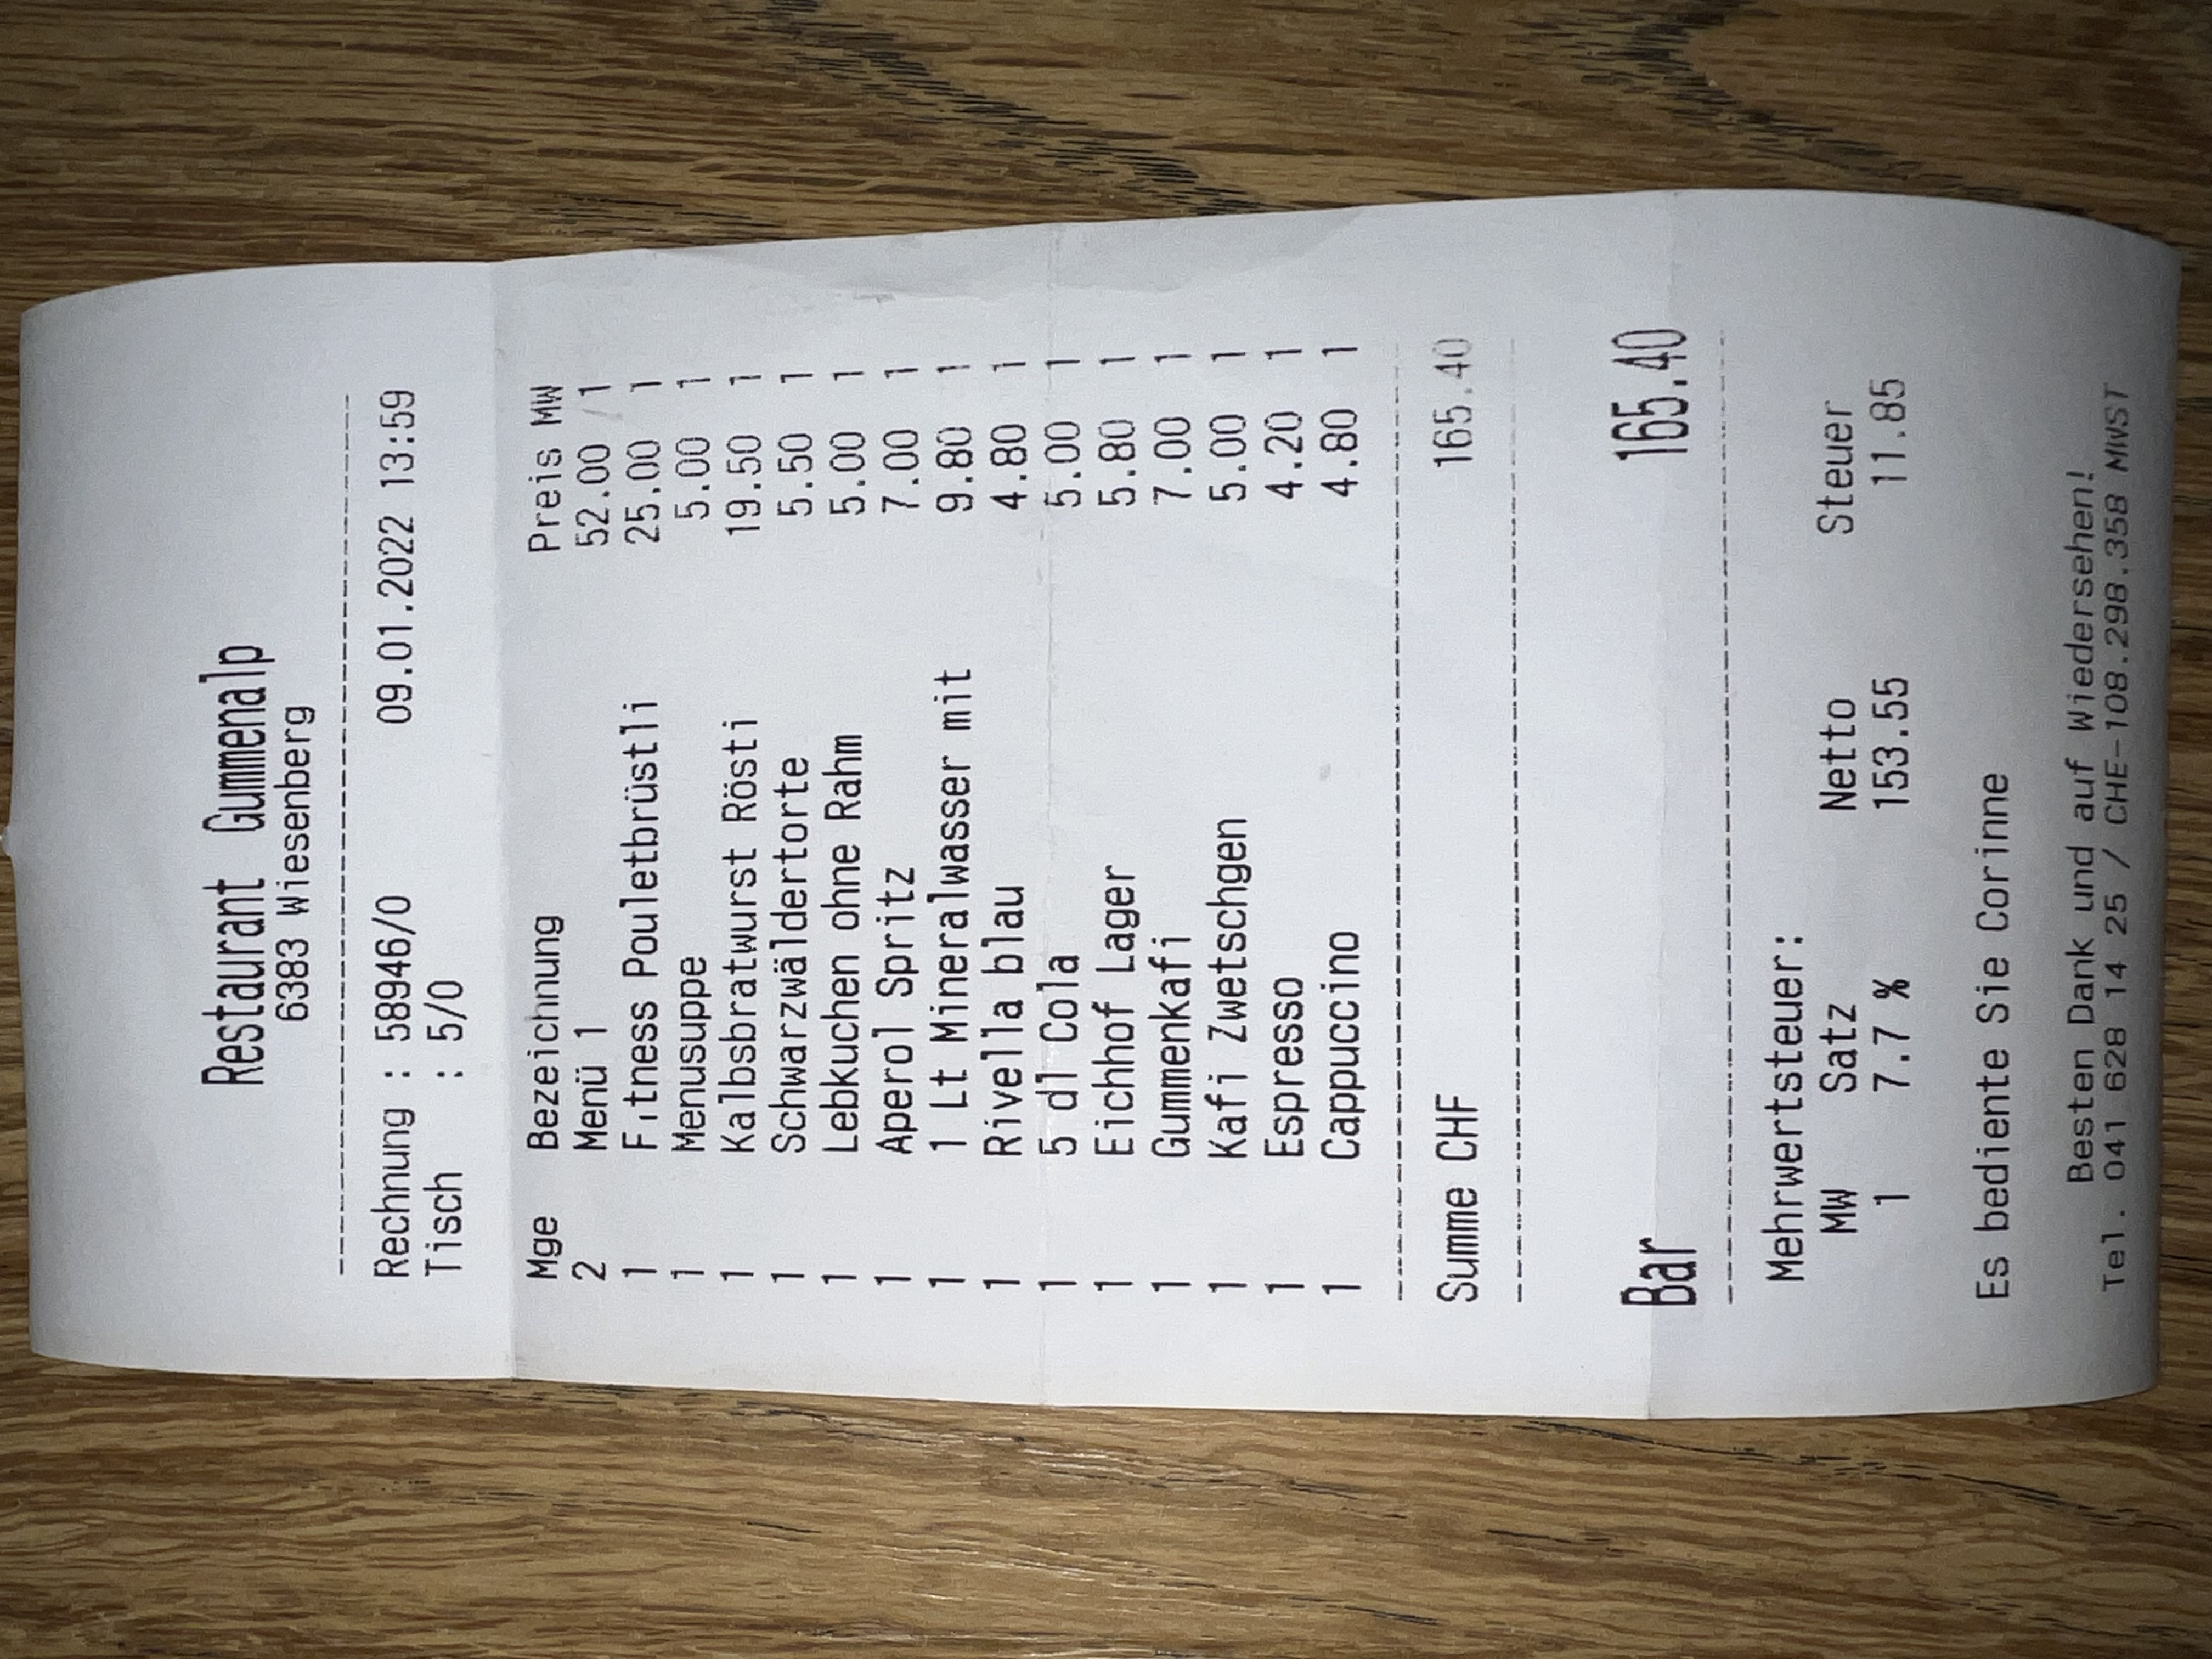 Restaurant Gummenalp
6383 Wiesenberg
Rechnung : 58946/0 09.01.2022 13:59
Tisch : 5/0
Mge Bezeichnung Preis MW
2 Menü 1 52.00 1
1 Fitness Pouletbrüstli 25.00 1
1 Menusuppe 5.00 1
1 Kalbsbratwurst Rösti 19.50 1
1 Schwarzwäldertorte 5.50 1
1 Lebkuchen ohne Rahm 5.00 1
1 Aperol Spritz 7.00 1
1 1 Lt Mineralwasser mit 9.80 1
1 Rivella blau 4.80 1
1 5 dl Cola 5.00 1
1 Eichhof Lager 5.80 1
1 Gummenkafi 7.00 1
1 Kafi Zwetschgen 5.00 1
1 Espresso 4.20 1
1 Cappuccino 4.80 1
Summe CHF 165.40
Bar 165.40
Mehrwertsteuer:
MW Satz Netto Steuer
1 7.7 % 153.55 11.85
Es bediente Sie Corinne
Besten Dank und auf Wiedersehen!
Tel. 041 628 14 25 / CHE-108.298.358 MWST